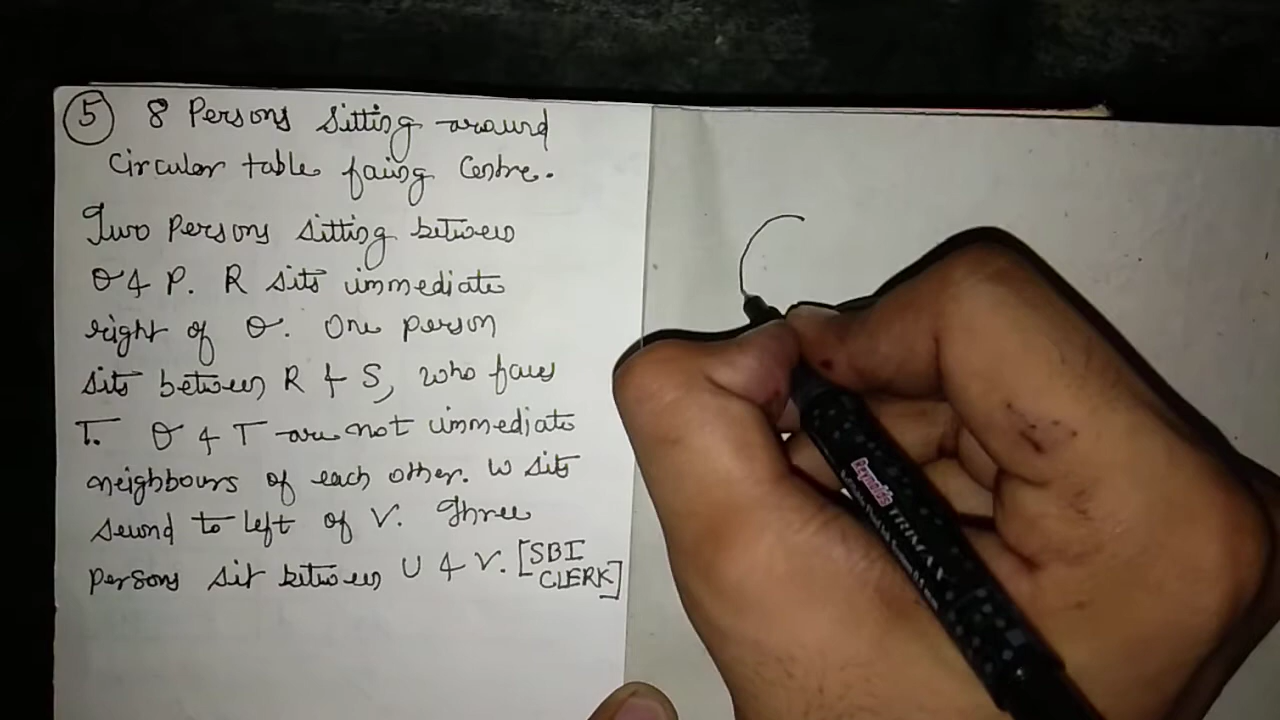 5 8 Persons sitting around
circular table facing Centre.
Two Persons sitting between
Q & P. R sits immediate
right of Q. One person
sits between R & S, who faces
T. Q & T are not immediate
neighbours of each other. W sits
second to left of V. Three
persons sit between U & V. [SBI
CLERK]
Reynolds TRIMAX